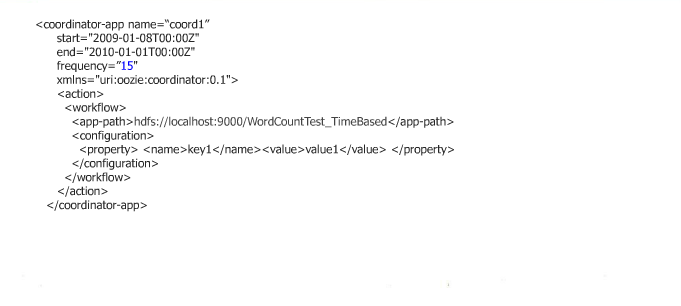 <coordinator-app name="coord1"
start="2009-01-08T00:00Z"
end="2010-01-01T00:00Z"
frequency="15"
xmlns="uri:oozie:coordinator:0.1">
<action>
<workflow>
<app-path>hdfs://localhost:9000/WordCountTest_TimeBased</app-path>
<configuration>
<property> <name>key1</name><value>value1</value> </property>
</configuration>
</workflow>
</action>
</coordinator-app>